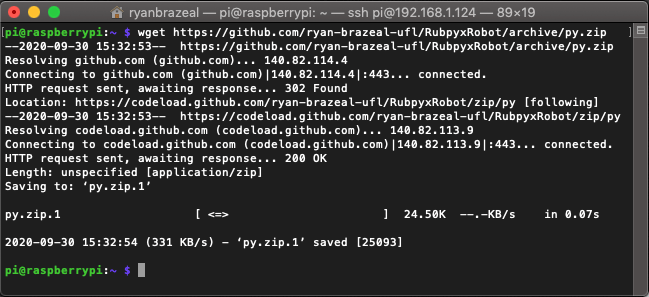 ryanbrazeal — pi@raspberrypi: ~ — ssh pi@192.168.1.124 — 89×19
[pi@raspberrypi:~ $ wget https://github.com/ryan-brazeal-ufl/RubpyxRobot/archive/py.zip ]
--2020-09-30 15:32:53-- https://github.com/ryan-brazeal-ufl/RubpyxRobot/archive/py.zip
Resolving github.com (github.com)... 140.82.114.4
Connecting to github.com (github.com)|140.82.114.4|:443... connected.
HTTP request sent, awaiting response... 302 Found
Location: https://codeload.github.com/ryan-brazeal-ufl/RubpyxRobot/zip/py [following]
--2020-09-30 15:32:53-- https://codeload.github.com/ryan-brazeal-ufl/RubpyxRobot/zip/py
Resolving codeload.github.com (codeload.github.com)... 140.82.113.9
Connecting to codeload.github.com (codeload.github.com)|140.82.113.9|:443... connected.
HTTP request sent, awaiting response... 200 OK
Length: unspecified [application/zip]
Saving to: ‘py.zip.1’
py.zip.1 [ <=> ] 24.50K --.-KB/s in 0.07s
2020-09-30 15:32:54 (331 KB/s) - ‘py.zip.1’ saved [25093]
pi@raspberrypi:~ $